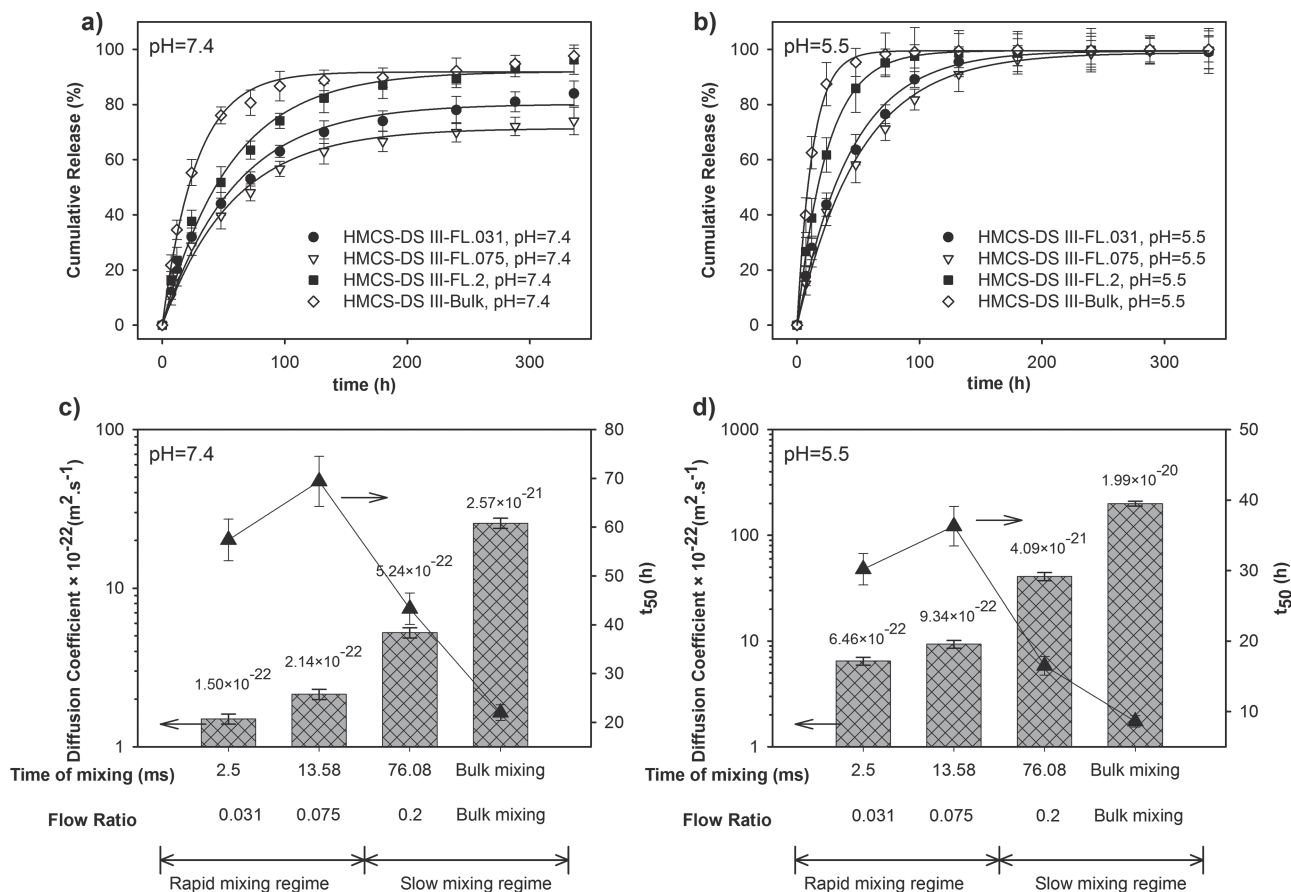 a)
pH=7.4
Cumulative Release (%)
100
80
60
40
20
0
HMCS-DS III-FL.031, pH=7.4
HMCS-DS III-FL.075, pH=7.4
HMCS-DS III-FL.2, pH=7.4
HMCS-DS III-Bulk, pH=7.4
0 100 200 300
time (h)
b)
pH=5.5
Cumulative Release (%)
100
80
60
40
20
0
HMCS-DS III-FL.031, pH=5.5
HMCS-DS III-FL.075, pH=5.5
HMCS-DS III-FL.2, pH=5.5
HMCS-DS III-Bulk, pH=5.5
0 100 200 300
time (h)
c)
pH=7.4
Diffusion Coefficient × 10⁻²²(m².s⁻¹)
100
10
1
1.50×10⁻²²
2.14×10⁻²²
5.24×10⁻²²
2.57×10⁻²¹
80
70
60
50
40
30
20
t₅₀ (h)
Time of mixing (ms) 2.5 13.58 76.08 Bulk mixing
Flow Ratio 0.031 0.075 0.2 Bulk mixing
Rapid mixing regime Slow mixing regime
d)
pH=5.5
Diffusion Coefficient × 10⁻²²(m².s⁻¹)
1000
100
10
1
6.46×10⁻²²
9.34×10⁻²²
4.09×10⁻²¹
1.99×10⁻²⁰
50
40
30
20
10
t₅₀ (h)
Time of mixing (ms) 2.5 13.58 76.08 Bulk mixing
Flow Ratio 0.031 0.075 0.2 Bulk mixing
Rapid mixing regime Slow mixing regime